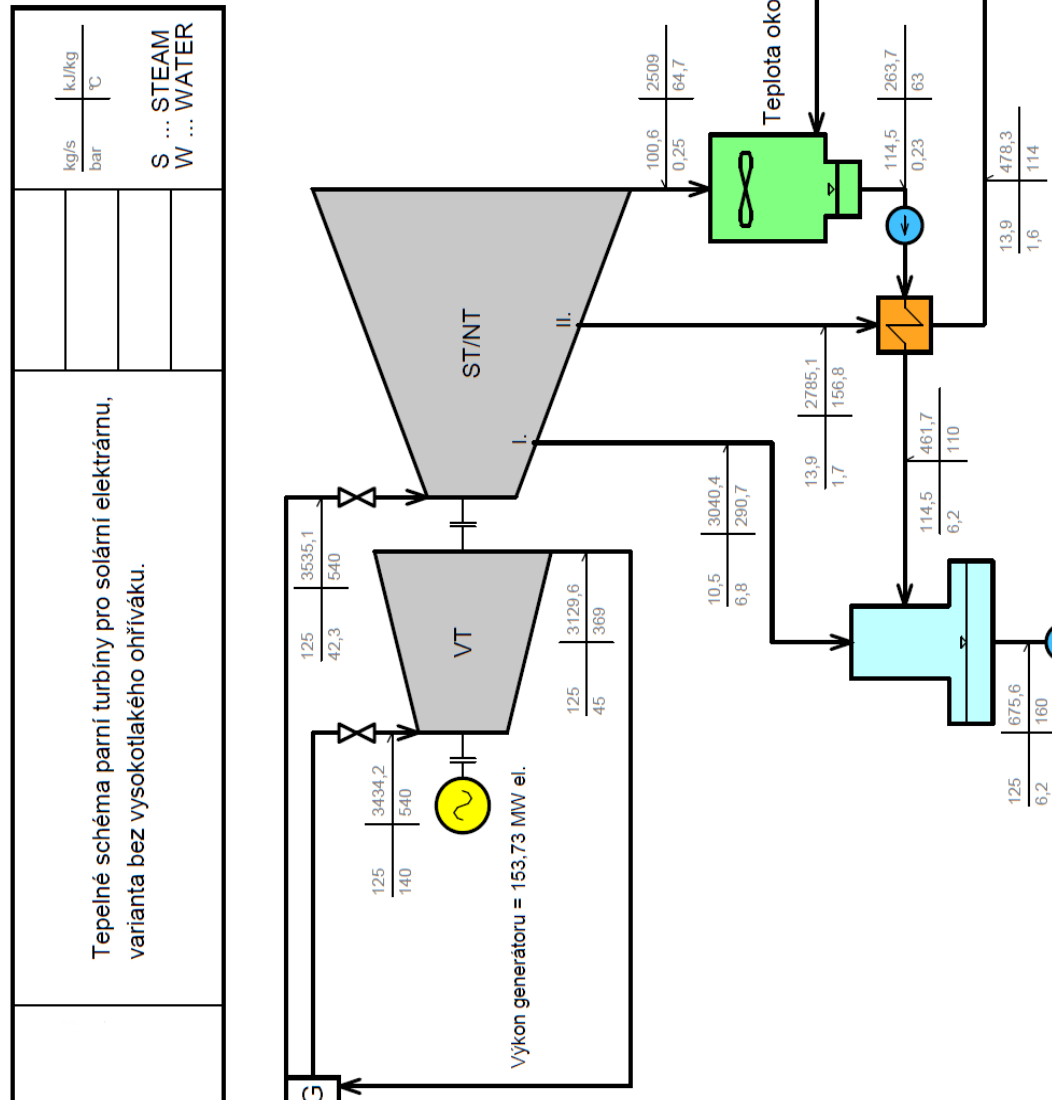 Tepelné schéma parní turbíny pro solární elektrárnu,
varianta bez vysokotlakého ohříváku.
kg/s kJ/kg
bar °C
S ... STEAM
W ... WATER
G
125 3535,1
42,3 540
125 3434,2
140 540
VT
125 3129,6
45 369
Výkon generátoru = 153,73 MW el.
ST/NT
I.
II.
100,6 2509
0,25 64,7
10,5 3040,4
6,8 290,7
13,9 2785,1
1,7 156,8
Teplota oko
114,5 263,7
0,23 63
114,5 461,7
6,2 110
13,9 478,3
1,6 114
125 675,6
6,2 160